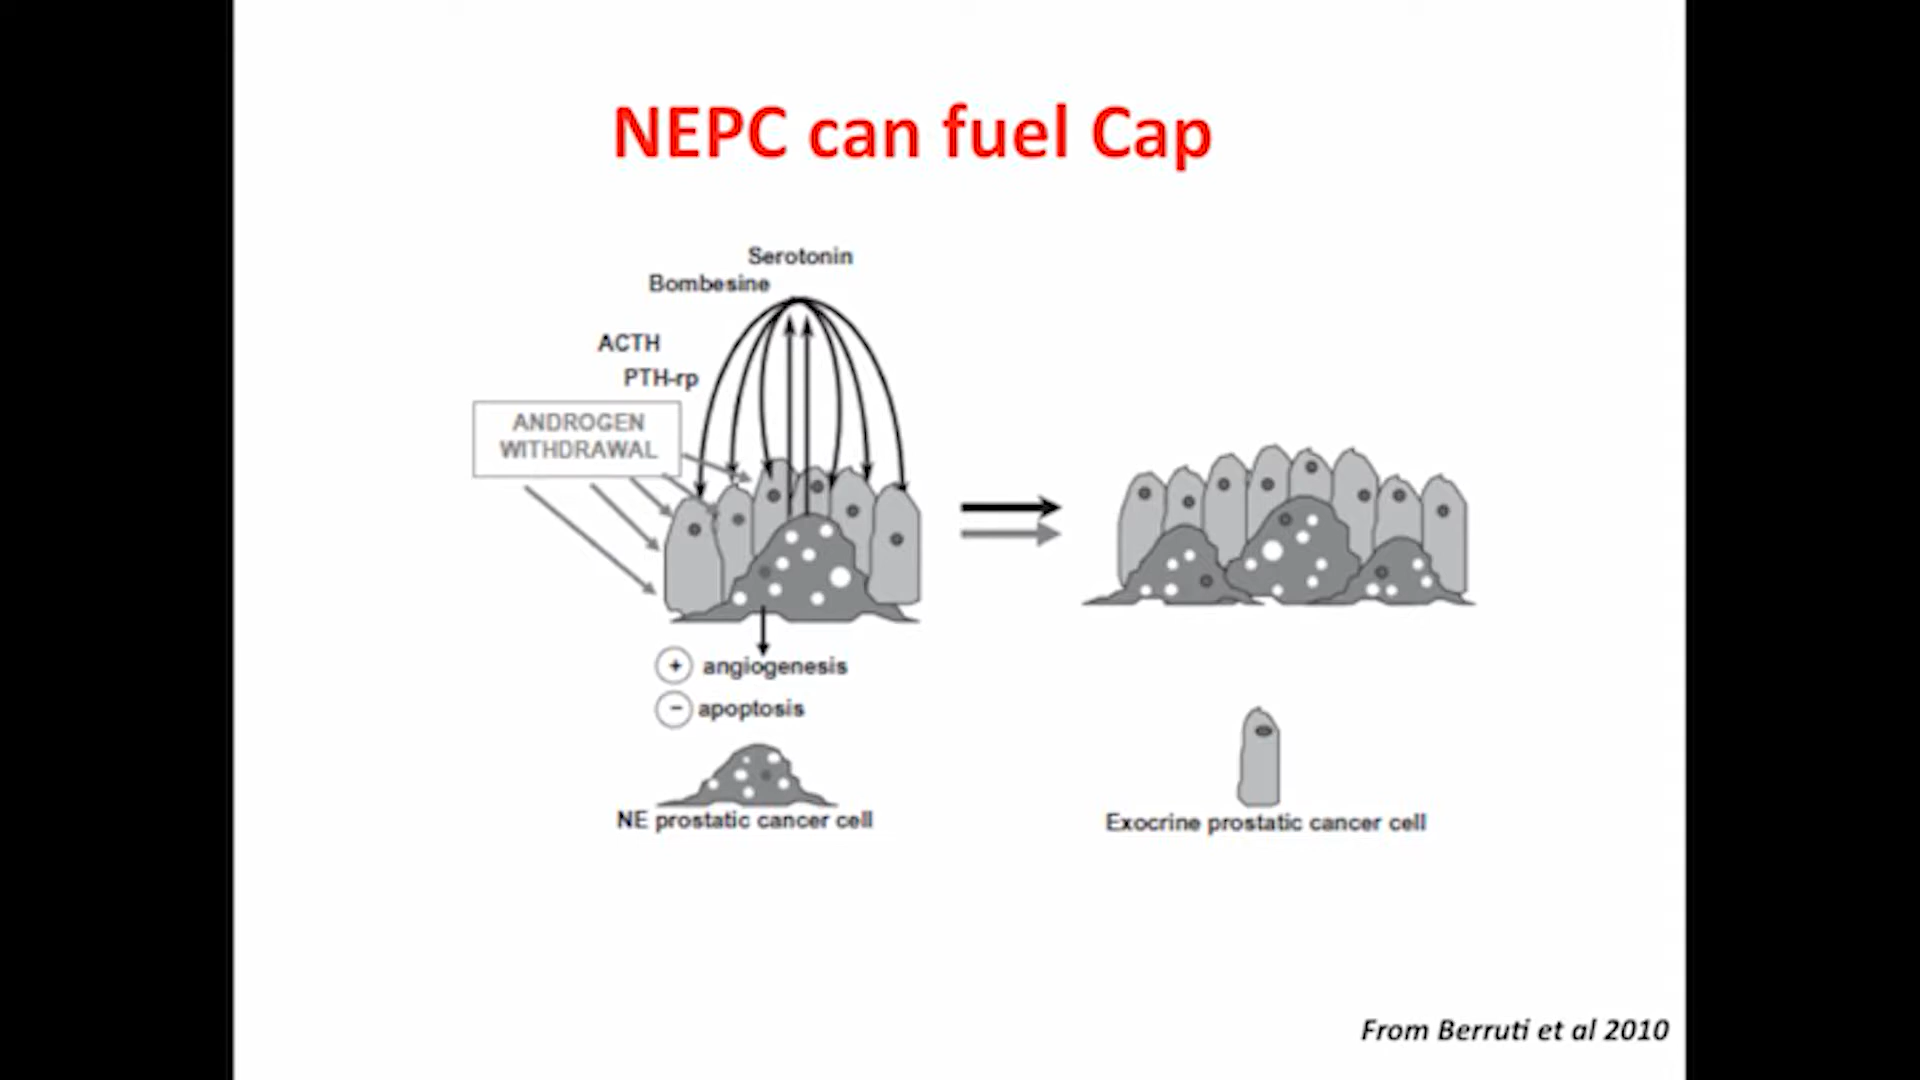 NEPC can fuel Cap
Serotonin
Bombesine
ACTH
PTH-rp
ANDROGEN
WITHDRAWAL
+ angiogenesis
− apoptosis
NE prostatic cancer cell
Exocrine prostatic cancer cell
From Berruti et al 2010